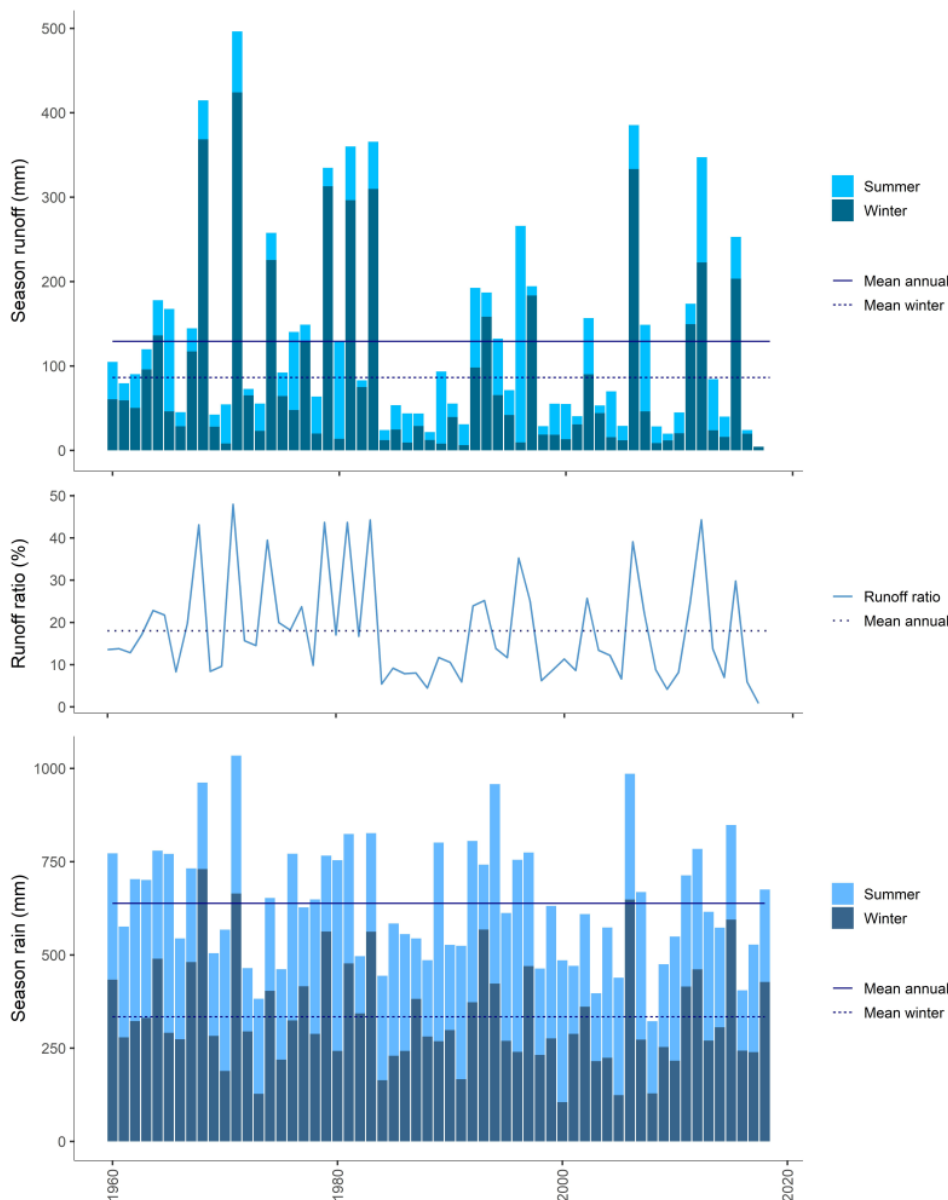 500
400
300
200
100
0
Season runoff (mm)
Summer
Winter
Mean annual
Mean winter
50
40
30
20
10
0
Runoff ratio (%)
Runoff ratio
Mean annual
1000
750
500
250
0
Season rain (mm)
Summer
Winter
Mean annual
Mean winter
1960
1980
2000
2020